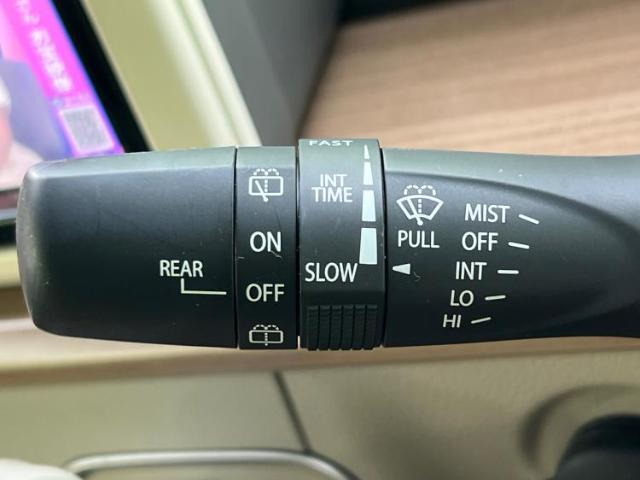 FAST
INT
TIME
SLOW
ON
OFF
REAR
PULL
MIST
OFF
INT
LO
HI